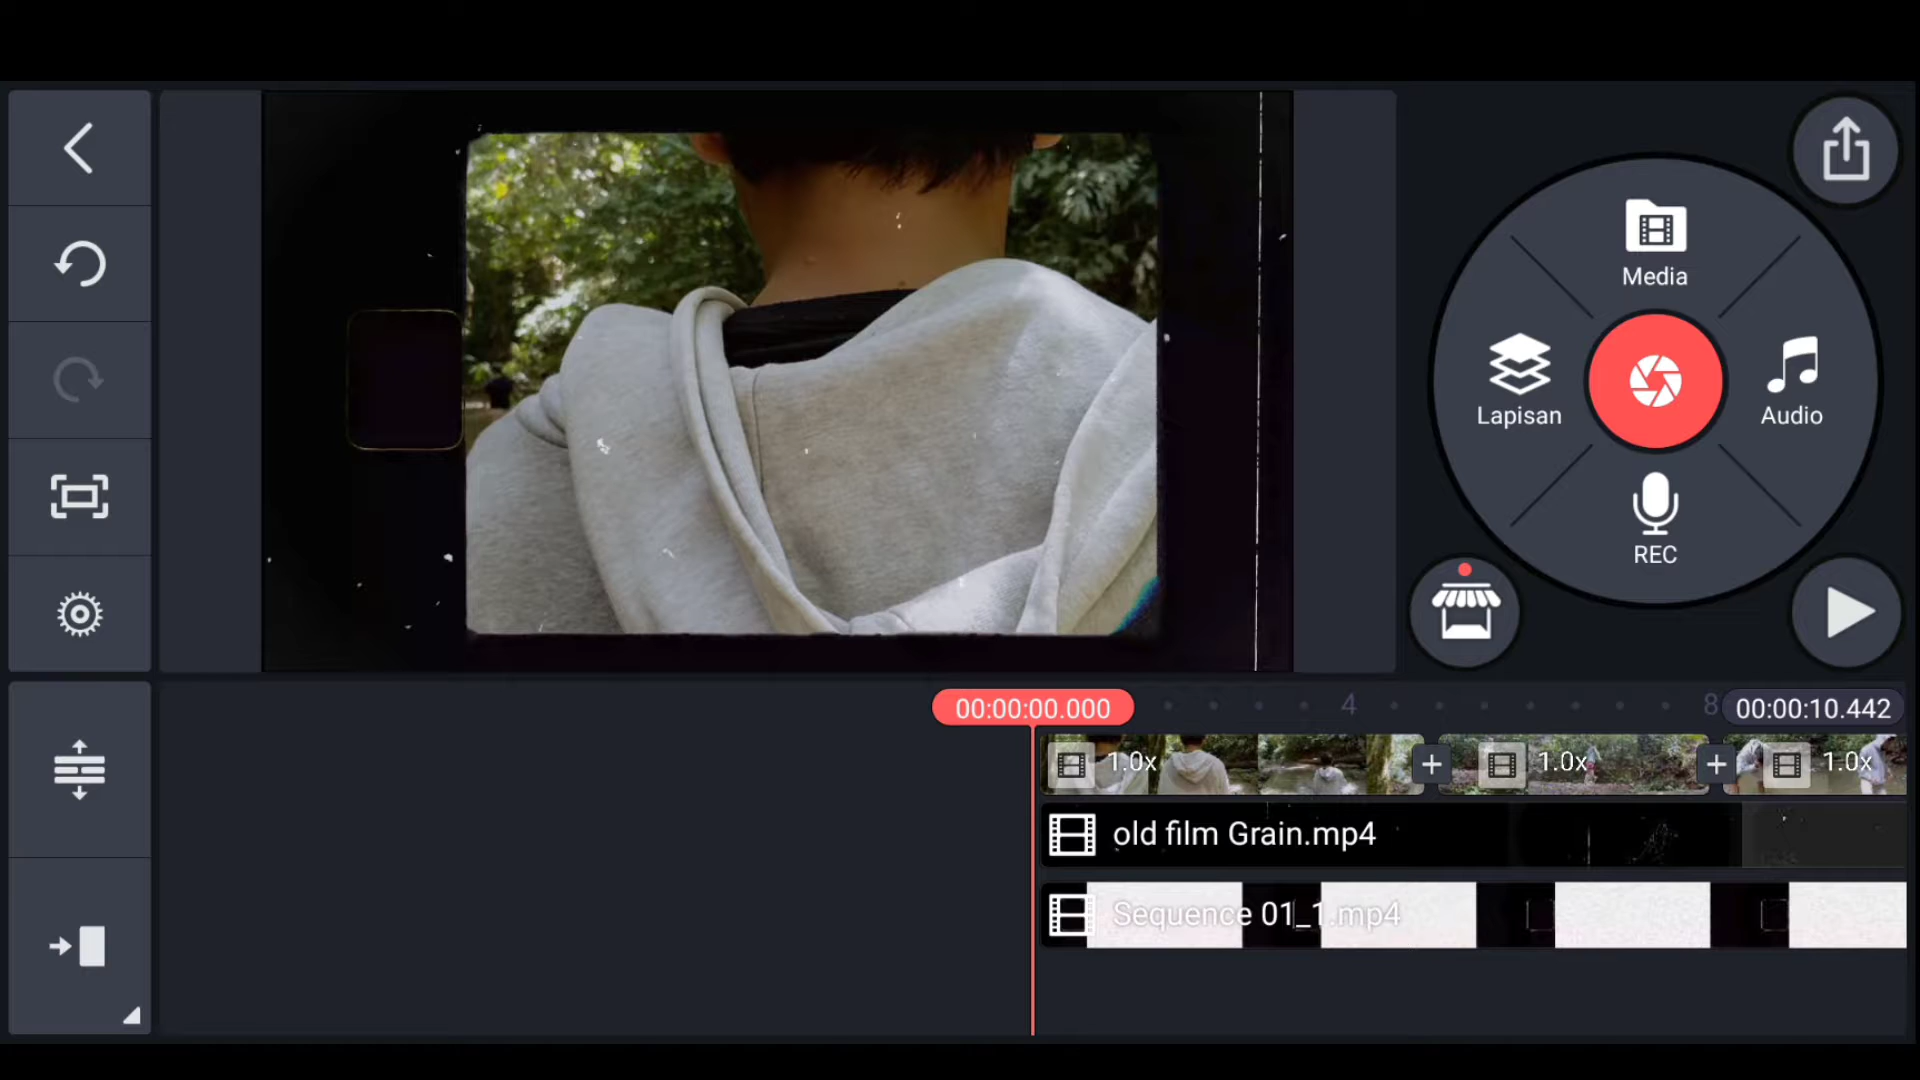 Media
Lapisan
Audio
REC
00:00:00.000
4
8
00:00:10.442
1.0x
1.0x
1.0x
old film Grain.mp4
Sequence 01_1.mp4